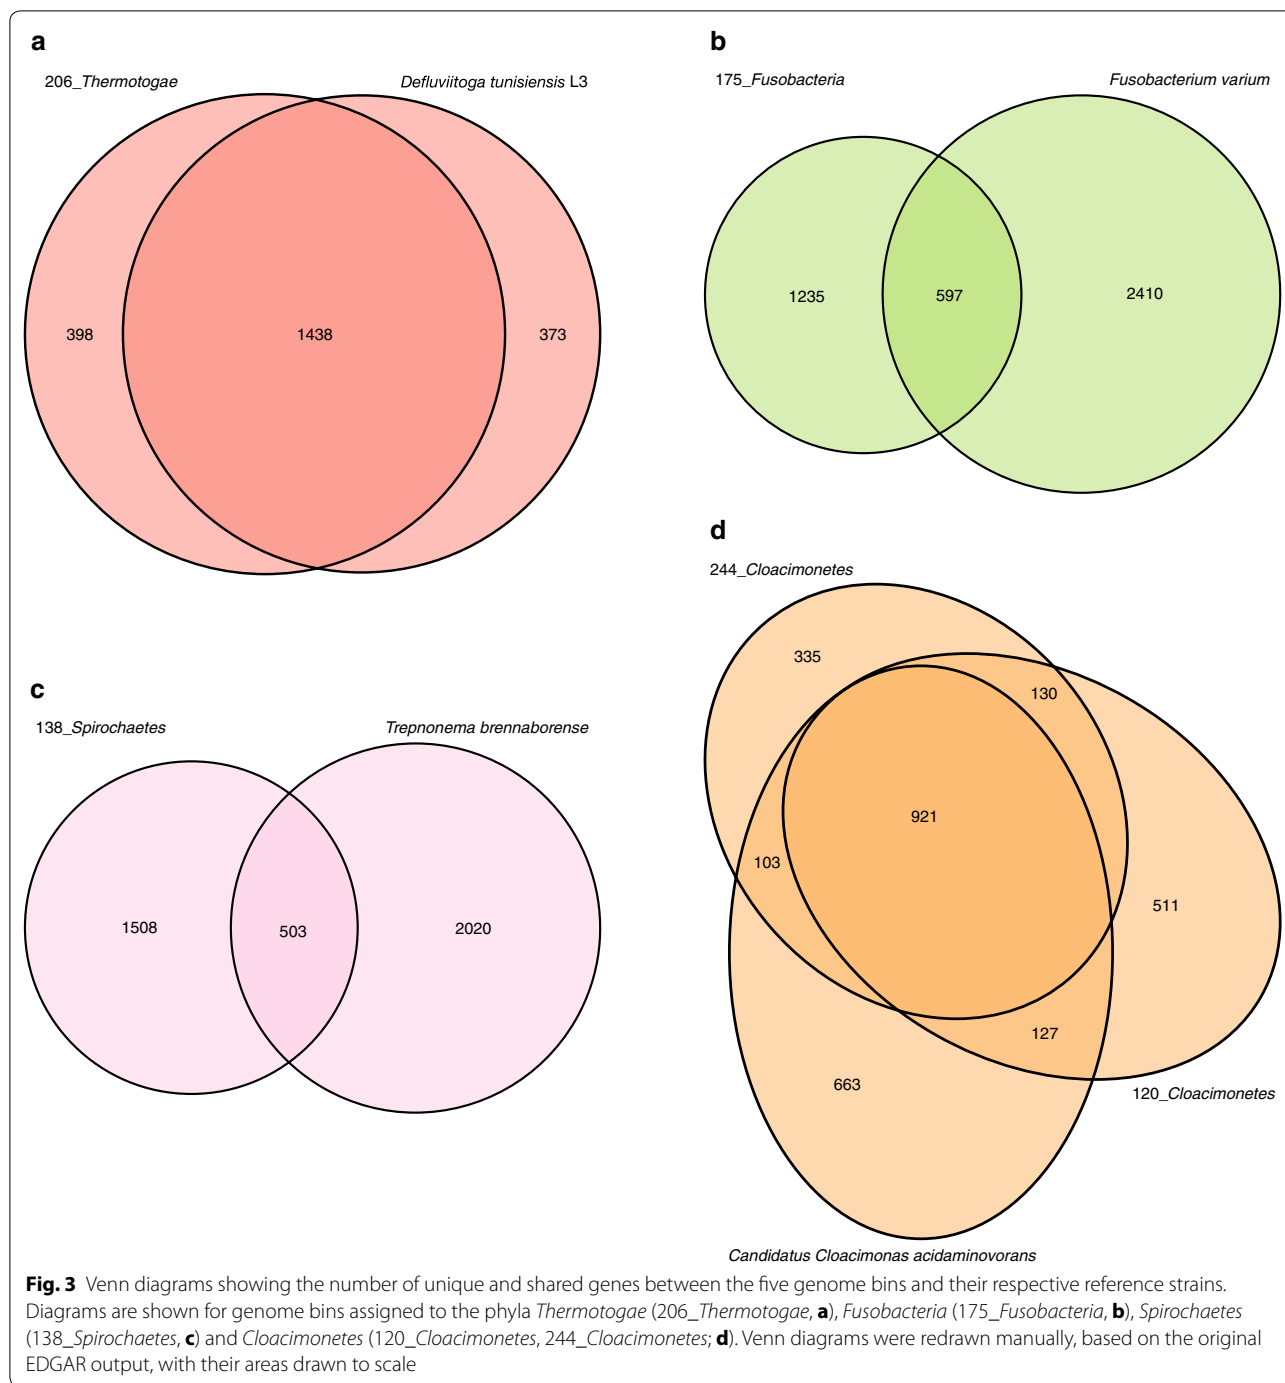 a
206_Thermotogae
Defluviitoga tunisiensis L3
398
1438
373
b
175_Fusobacteria
Fusobacterium varium
1235
597
2410
c
138_Spirochaetes
Trepnonema brennaborense
1508
503
2020
d
244_Cloacimonetes
335
130
921
103
511
127
663
120_Cloacimonetes
Candidatus Cloacimonas acidaminovorans
Fig. 3 Venn diagrams showing the number of unique and shared genes between the five genome bins and their respective reference strains.
Diagrams are shown for genome bins assigned to the phyla Thermotogae (206_Thermotogae, a), Fusobacteria (175_Fusobacteria, b), Spirochaetes
(138_Spirochaetes, c) and Cloacimonetes (120_Cloacimonetes, 244_Cloacimonetes; d). Venn diagrams were redrawn manually, based on the original
EDGAR output, with their areas drawn to scale